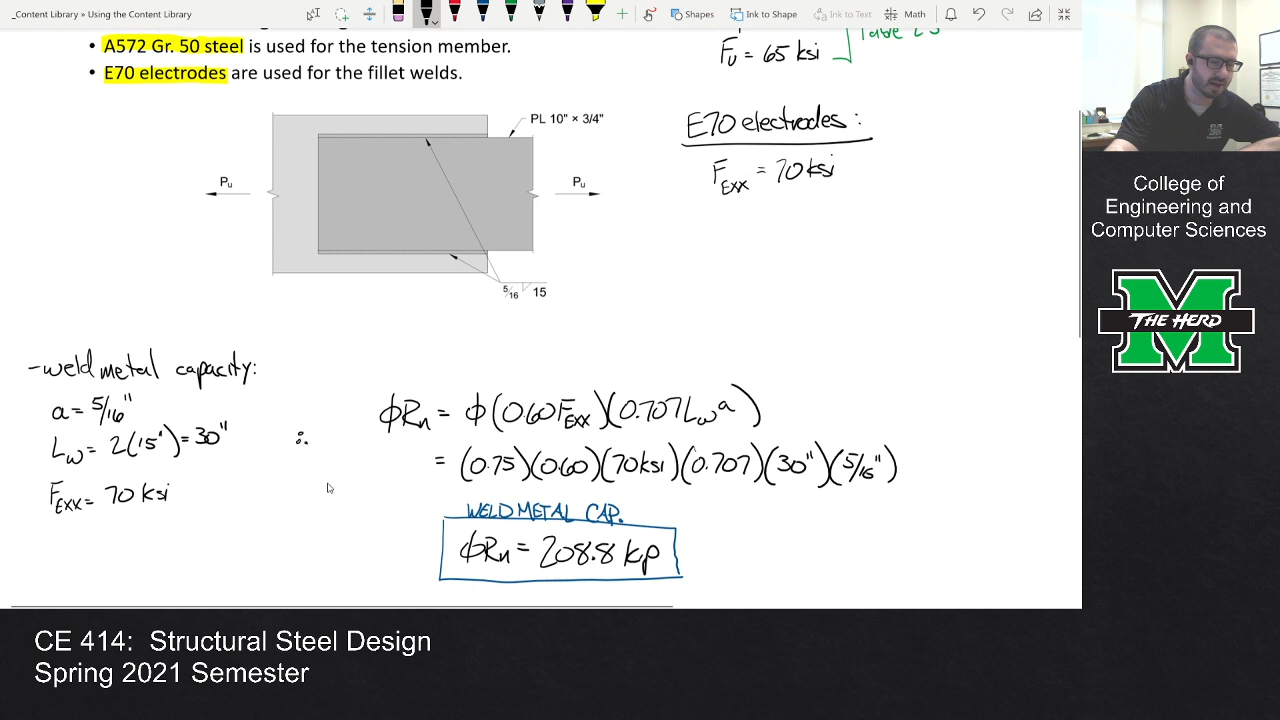 _Content Library » Using the Content Library
Shapes
Ink to Shape
Ink to Text
Math
• A572 Gr. 50 steel is used for the tension member.
• E70 electrodes are used for the fillet welds.
Fu = 65 ksi
PL 10" × 3/4"
Pu
Pu
5/16
15
E70 electrodes:
FEXX = 70 ksi
-weld metal capacity:
a = 5/16"
Lw = 2(15") = 30"
FEXX = 70 ksi
∴
ϕRn = ϕ(0.60FEXX)(0.707Lwa)
= (0.75)(0.60)(70ksi)(0.707)(30")(5/16")
WELD METAL CAP.
ϕRn = 208.8 kip
College of
Engineering and
Computer Sciences
M
THE HERD
CE 414: Structural Steel Design
Spring 2021 Semester